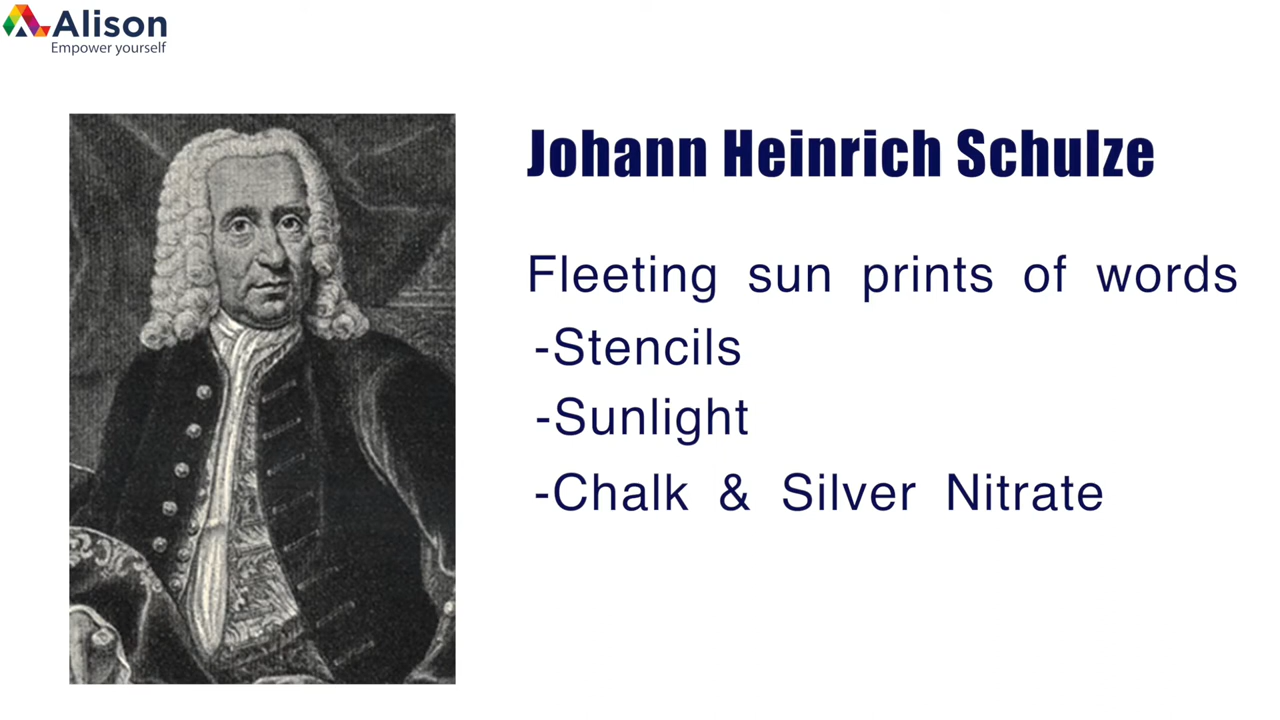 Alison
Empower yourself
Johann Heinrich Schulze
Fleeting sun prints of words
-Stencils
-Sunlight
-Chalk & Silver Nitrate